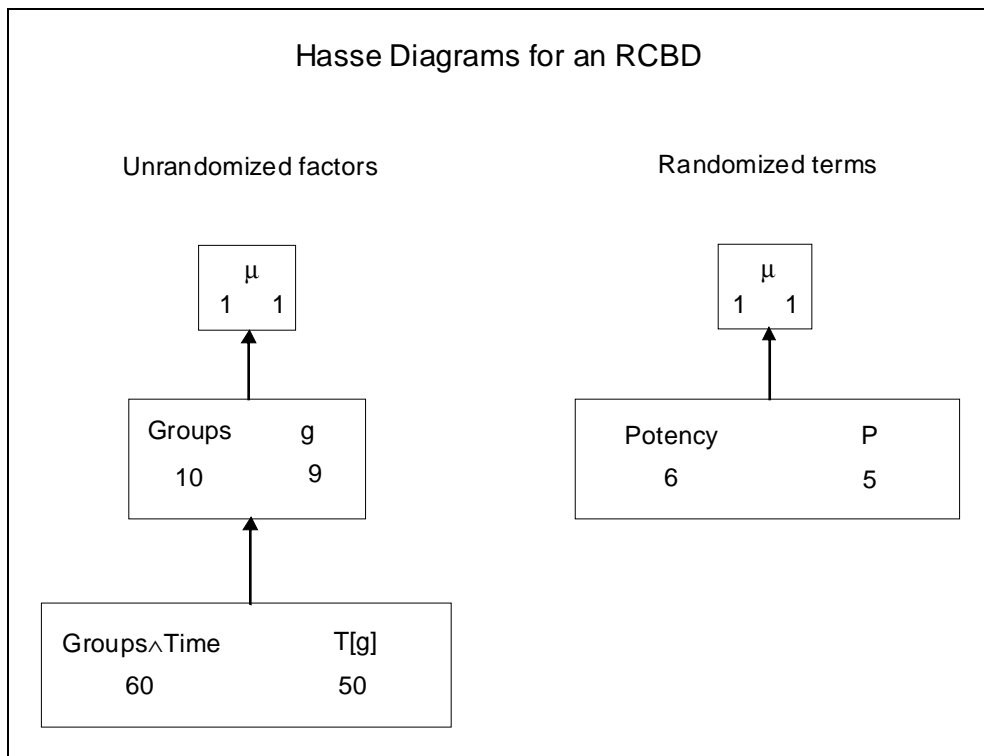 Hasse Diagrams for an RCBD
Unrandomized factors
Randomized terms
μ
1 1
μ
1 1
Groups g
10 9
Potency P
6 5
Groups∧Time T[g]
60 50